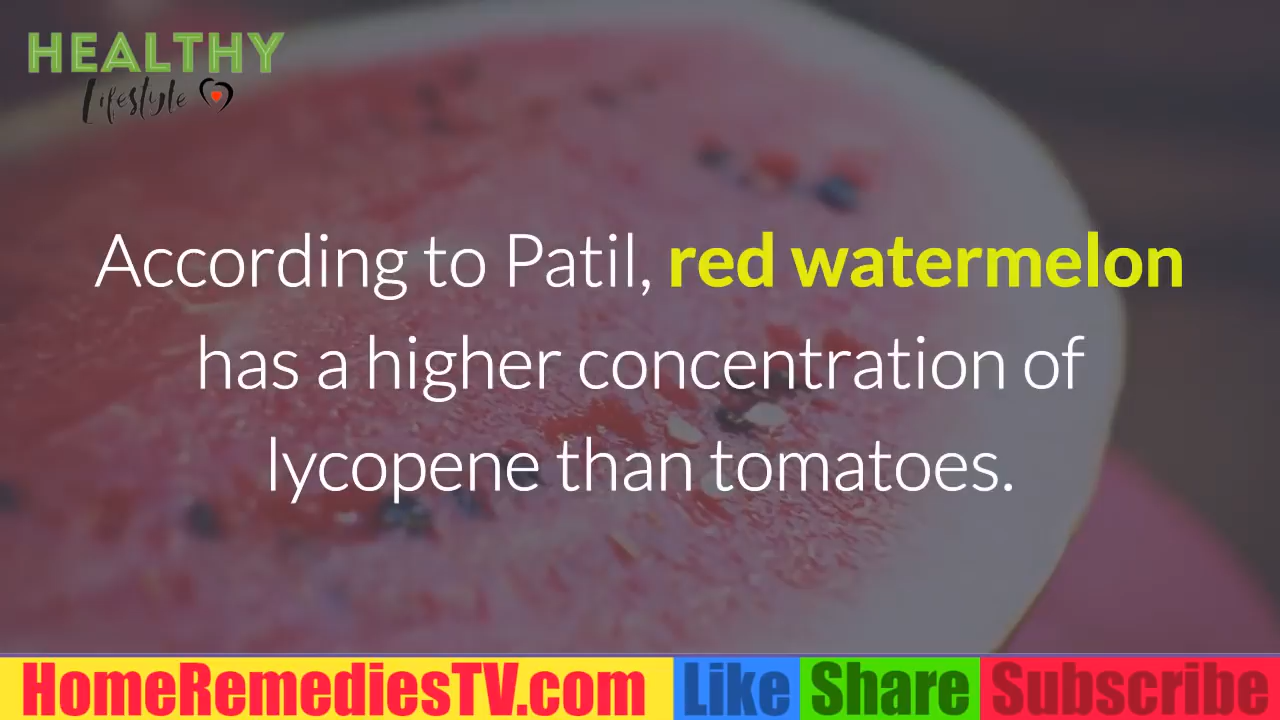 HEALTHY
Lifestyle
According to Patil, red watermelon
has a higher concentration of
lycopene than tomatoes.
HomeRemediesTV.com Like Share Subscribe